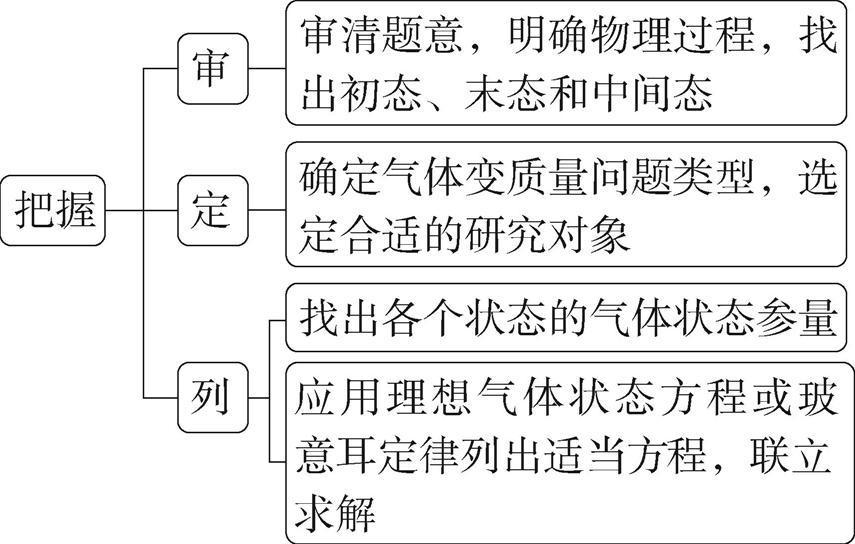 把握
审
审清题意，明确物理过程，找
出初态、末态和中间态
定
确定气体变质量问题类型，选
定合适的研究对象
列
找出各个状态的气体状态参量
应用理想气体状态方程或玻
意耳定律列出适当方程，联立
求解